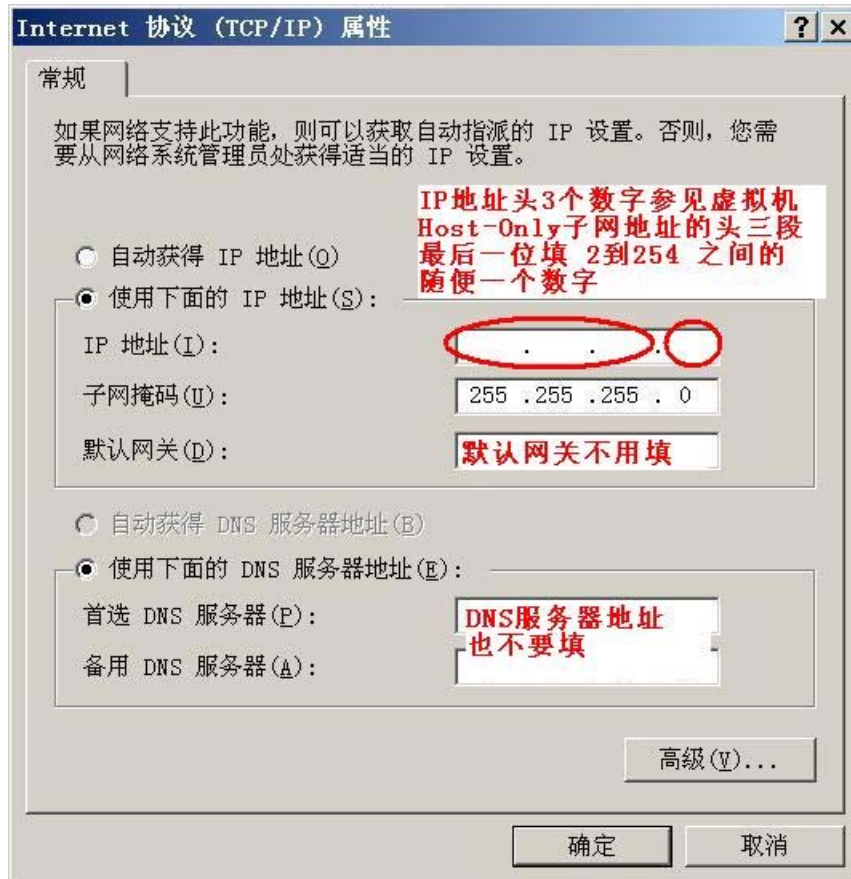 Internet 协议 (TCP/IP) 属性
常规
如果网络支持此功能，则可以获取自动指派的 IP 设置。否则，您需
要从网络系统管理员处获得适当的 IP 设置。
IP地址头3个数字参见虚拟机
Host-Only子网地址的头三段
最后一位填 2到254 之间的
随便一个数字
自动获得 IP 地址(O)
使用下面的 IP 地址(S):
IP 地址(I):
子网掩码(U):
255 .255 .255 . 0
默认网关(D):
默认网关不用填
自动获得 DNS 服务器地址(B)
使用下面的 DNS 服务器地址(E):
首选 DNS 服务器(P):
DNS服务器地址
也不要填
备用 DNS 服务器(A):
高级(V)...
确定
取消